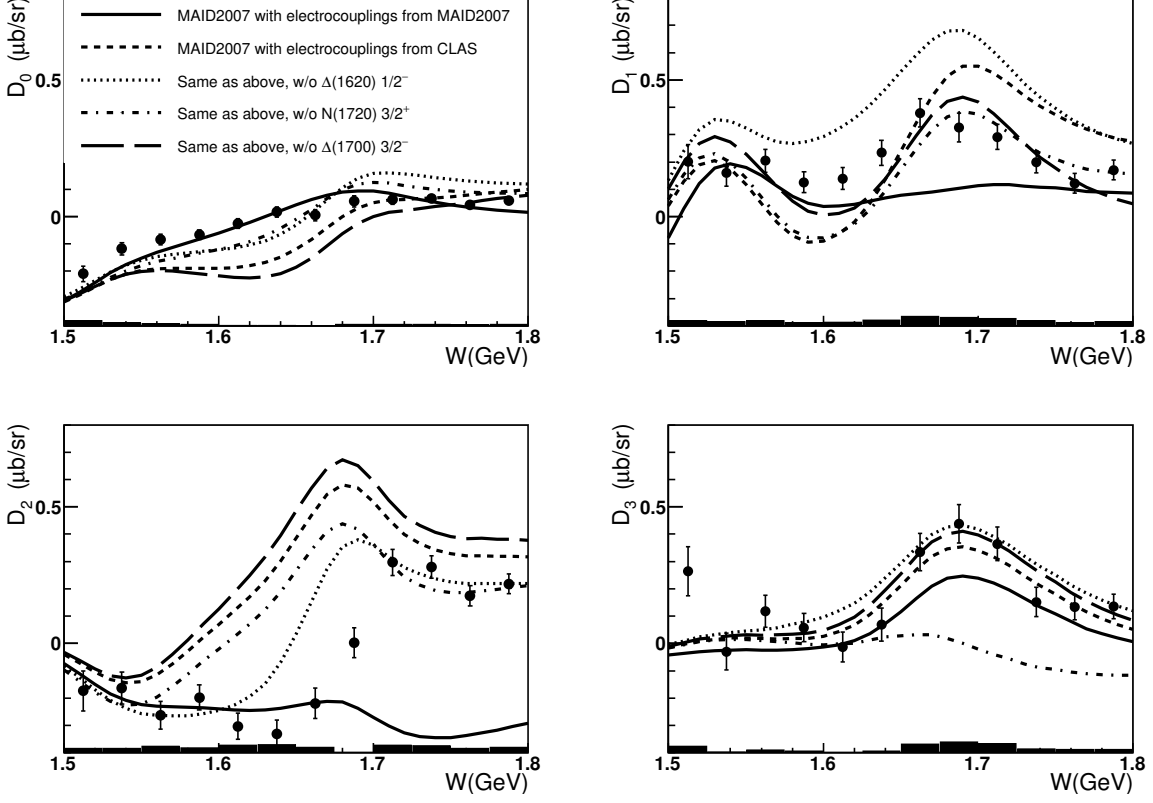 D0 (μb/sr)
MAID2007 with electrocouplings from MAID2007
MAID2007 with electrocouplings from CLAS
Same as above, w/o Δ(1620) 1/2⁻
Same as above, w/o N(1720) 3/2⁺
Same as above, w/o Δ(1700) 3/2⁻
0.5
0
1.5 1.6 1.7 1.8
W(GeV)
D1 (μb/sr)
0.5
0
1.5 1.6 1.7 1.8
W(GeV)
D2 (μb/sr)
0.5
0
1.5 1.6 1.7 1.8
W(GeV)
D3 (μb/sr)
0.5
0
1.5 1.6 1.7 1.8
W(GeV)